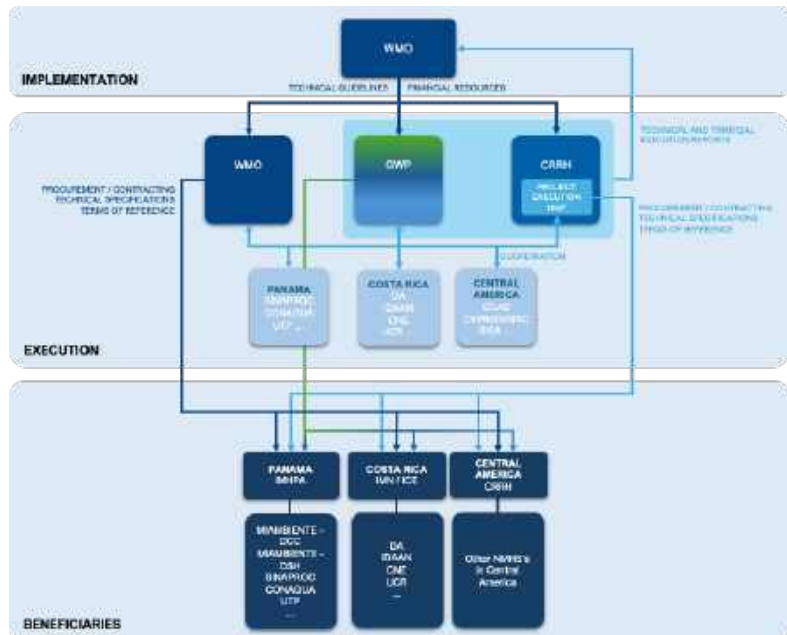 WMO
IMPLEMENTATION
TECHNICAL GUIDELINES
FINANCIAL RESOURCES
TECHNICAL AND FINANCIAL
EXECUTION REPORTS
WMO
GWP
CRRH
PROJECT
EXECUTION
UNIT
PROCUREMENT / CONTRACTING
TECHNICAL SPECIFICATIONS
TERMS OF REFERENCE
PROCUREMENT / CONTRACTING
TECHNICAL SPECIFICATIONS
TERMS OF REFERENCE
COORDINATION
PANAMA
SINAPROC
CONAGUA
UTP ...
COSTA RICA
DA
CNE
UCR ...
CENTRAL
AMERICA
EXECUTION
PANAMA
IMHPA
COSTA RICA
IMN / ICE
CENTRAL
AMERICA
CRRH
MIAMBIENTE –
DCC
MIAMBIENTE –
DSH
SINAPROC
CONAGUA
UTP
...
DA
IDAAN
CNE
UCR
...
Other NMHS's
in Central
America
BENEFICIARIES